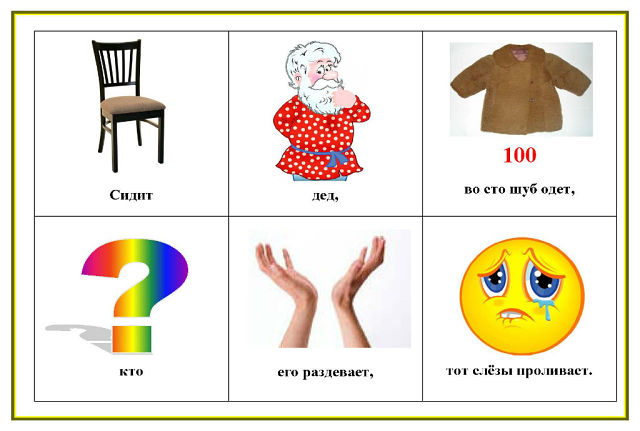 Сидит
дед,
100
во сто шуб одет,
кто
его раздевает,
тот слёзы проливает.